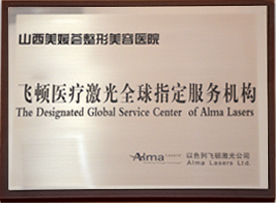 山西美媛荟整形美容医院
飞顿医疗激光全球指定服务机构
The Designated Global Service Center of Alma Lasers
Alma
以色列飞顿激光公司
Alma Lasers Ltd.